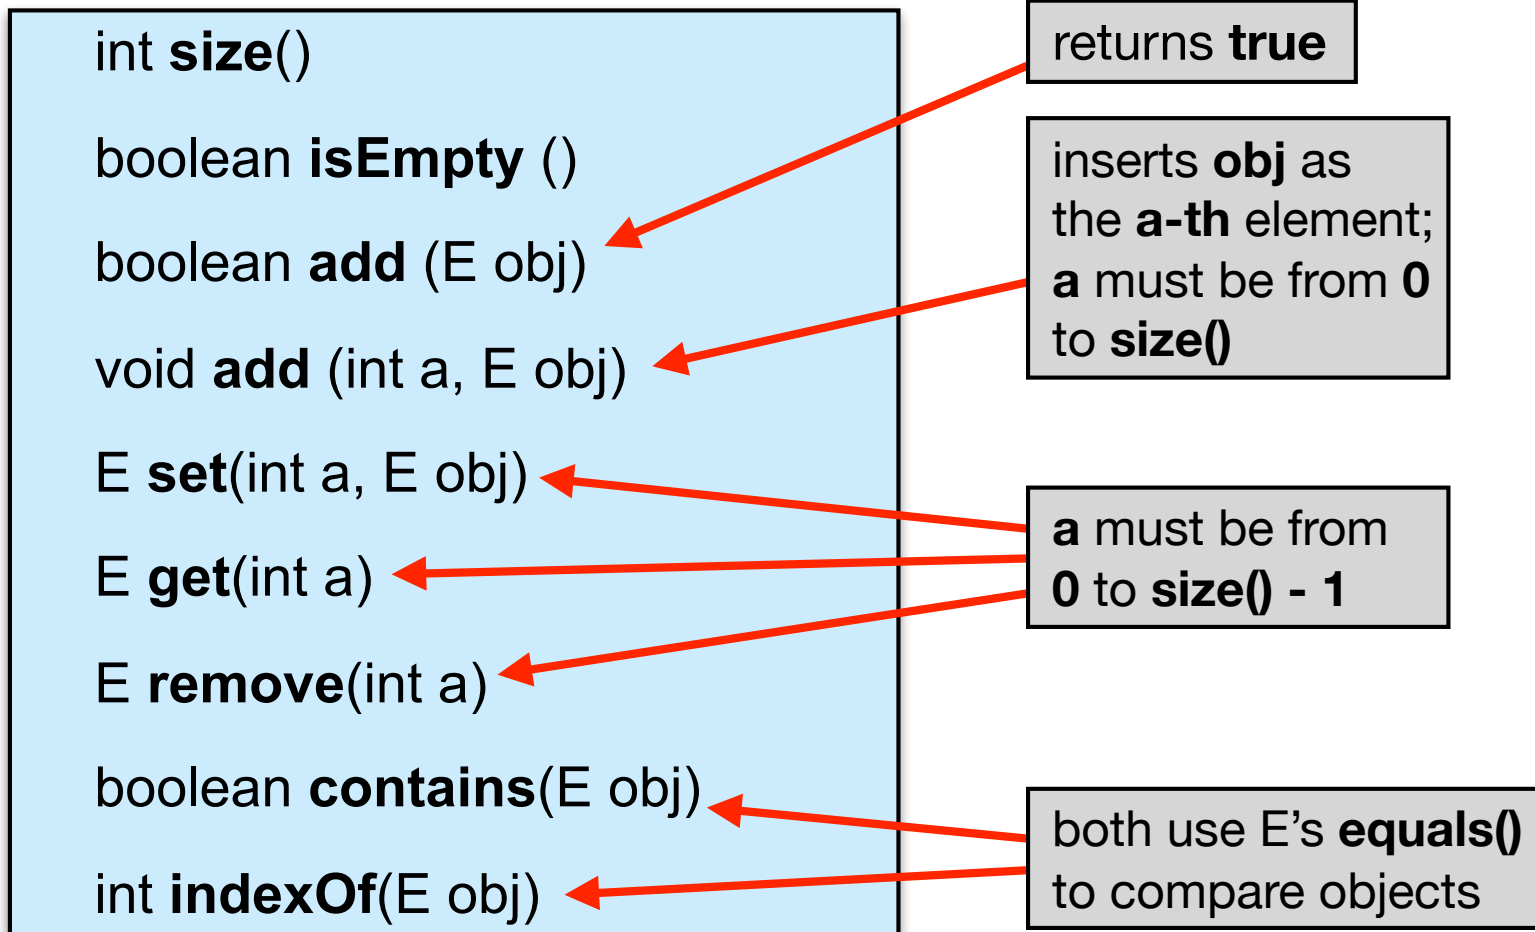 int size()
boolean isEmpty ()
boolean add (E obj)
void add (int a, E obj)
E set(int a, E obj)
E get(int a)
E remove(int a)
boolean contains(E obj)
int indexOf(E obj)
returns true
inserts obj as
the a-th element;
a must be from 0
to size()
a must be from
0 to size() - 1
both use E’s equals()
to compare objects